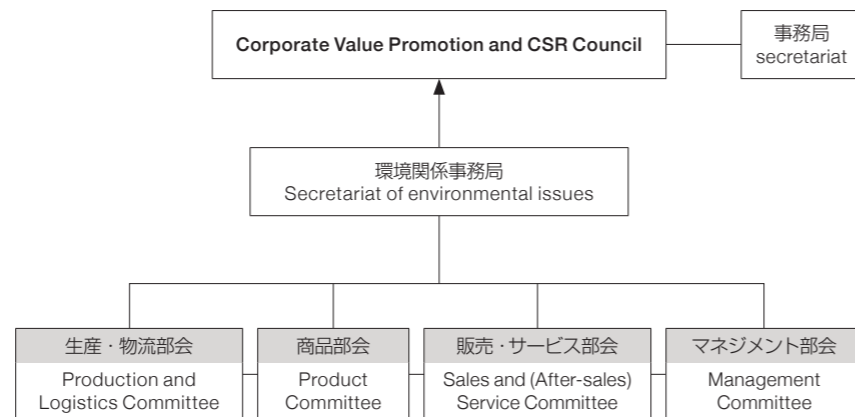 Corporate Value Promotion and CSR Council
事務局
secretariat
環境関係事務局
Secretariat of environmental issues
生産・物流部会
Production and
Logistics Committee
商品部会
Product
Committee
販売・サービス部会
Sales and (After-sales)
Service Committee
マネジメント部会
Management
Committee